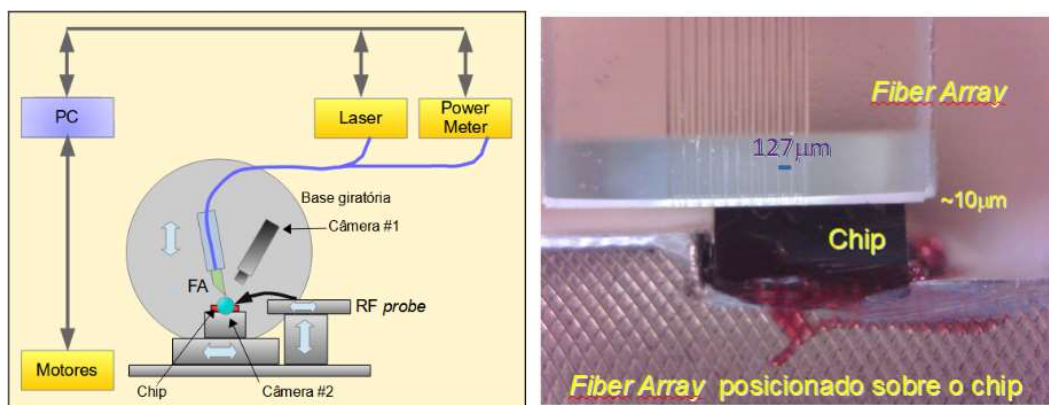 PC
Laser
Power
Meter
Base giratória
Câmera #1
FA
RF probe
Motores
Chip
Câmera #2
Fiber Array
127µm
~10µm
Chip
Fiber Array posicionado sobre o chip